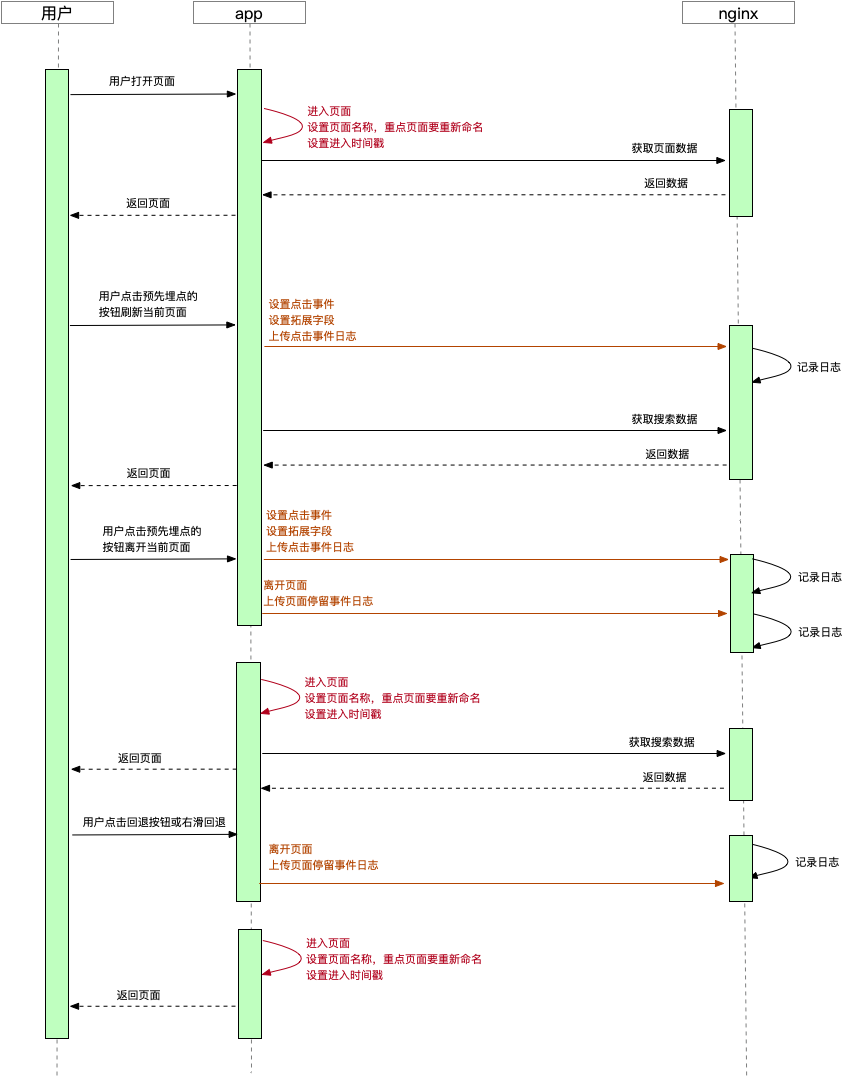 用户
app
nginx
用户打开页面
进入页面
设置页面名称，重点页面要重新命名
设置进入时间戳
获取页面数据
返回数据
返回页面
用户点击预先埋点的
按钮刷新当前页面
设置点击事件
设置拓展字段
上传点击事件日志
记录日志
获取搜索数据
返回数据
返回页面
用户点击预先埋点的
按钮离开当前页面
设置点击事件
设置拓展字段
上传点击事件日志
记录日志
离开页面
上传页面停留事件日志
记录日志
进入页面
设置页面名称，重点页面要重新命名
设置进入时间戳
获取搜索数据
返回页面
返回数据
用户点击回退按钮或右滑回退
离开页面
上传页面停留事件日志
记录日志
进入页面
设置页面名称，重点页面要重新命名
设置进入时间戳
返回页面